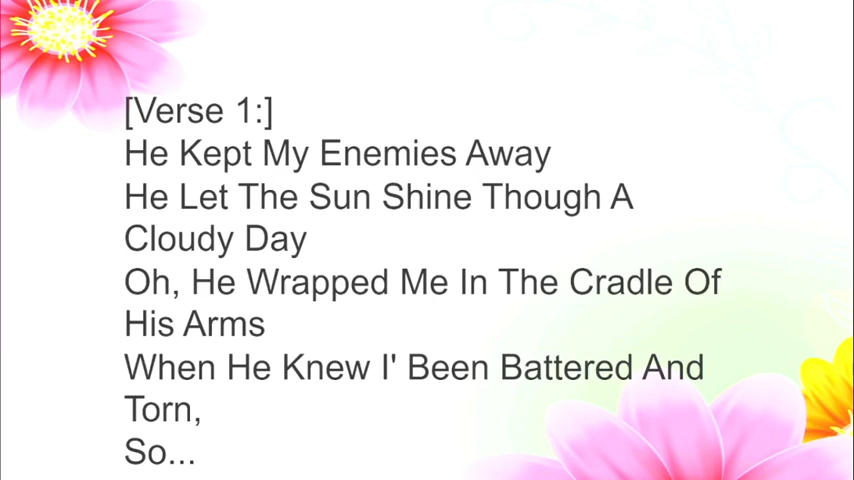 [Verse 1:]
He Kept My Enemies Away
He Let The Sun Shine Though A
Cloudy Day
Oh, He Wrapped Me In The Cradle Of
His Arms
When He Knew I' Been Battered And
Torn,
So...